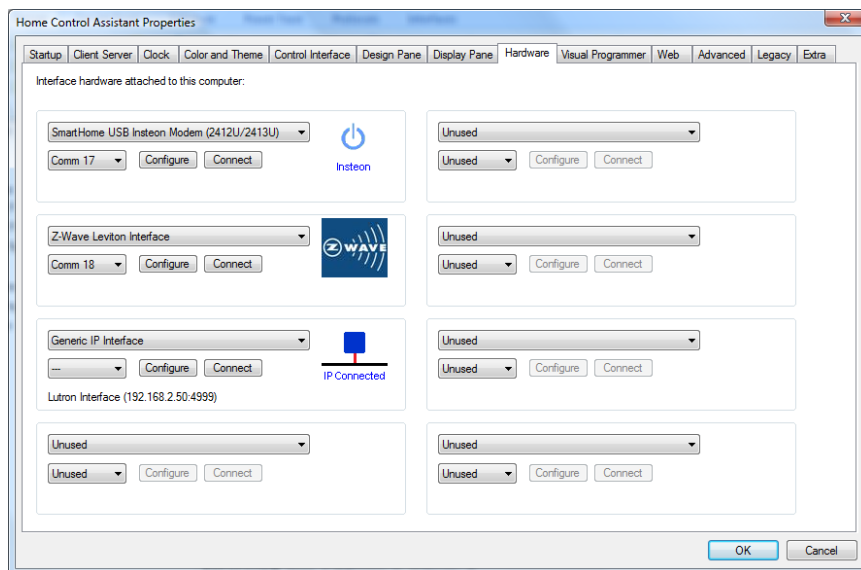 Home Control Assistant Properties
Startup Client Server Clock Color and Theme Control Interface Design Pane Display Pane Hardware Visual Programmer Web Advanced Legacy Extra
Interface hardware attached to this computer:
SmartHome USB Insteon Modem (2412U/2413U)
Comm 17 Configure Connect
Insteon
Unused
Unused Configure Connect
Z-Wave Leviton Interface
Comm 18 Configure Connect
Z WAVE
Unused
Unused Configure Connect
Generic IP Interface
--- Configure Connect
IP Connected
Lutron Interface (192.168.2.50:4999)
Unused
Unused Configure Connect
Unused
Unused Configure Connect
Unused
Unused Configure Connect
OK Cancel